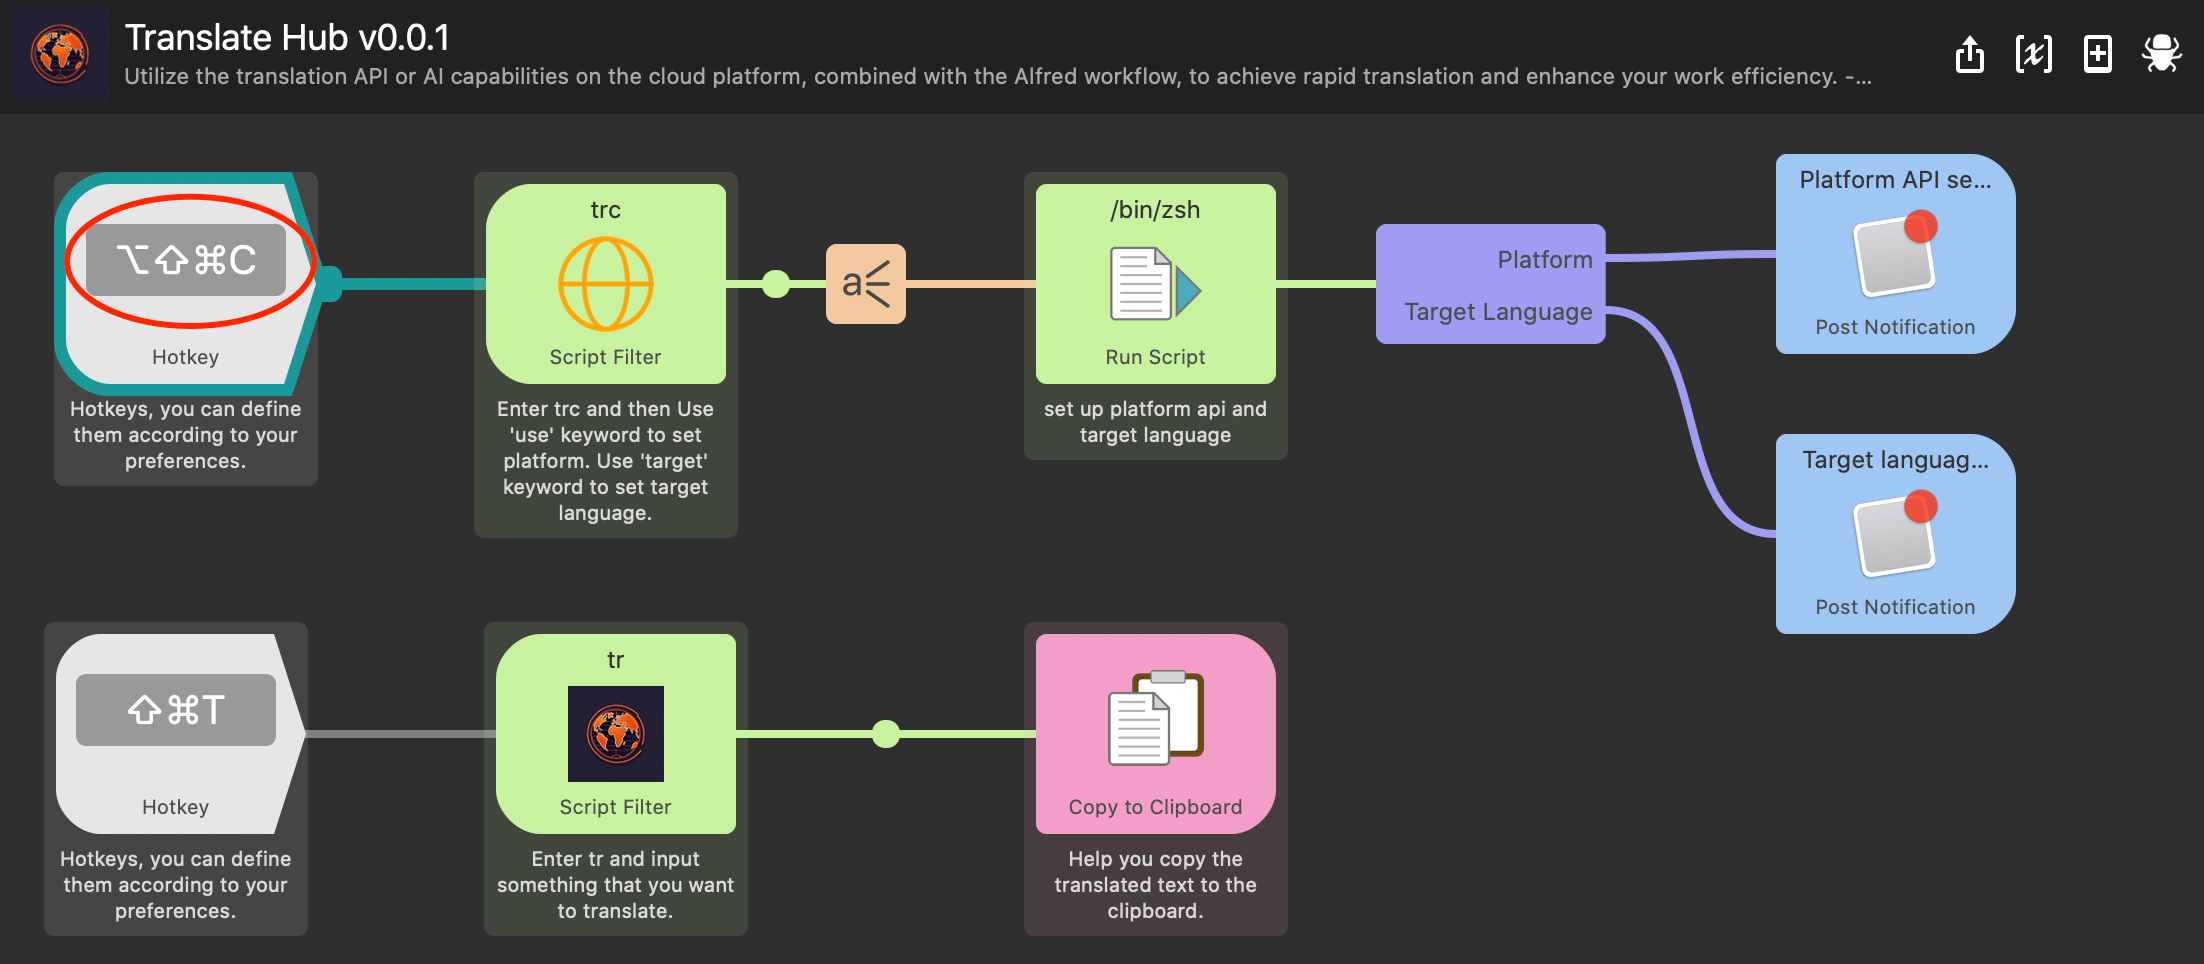 Translate Hub v0.0.1
Utilize the translation API or AI capabilities on the cloud platform, combined with the Alfred workflow, to achieve rapid translation and enhance your work efficiency. -...
⌥⇧⌘C
Hotkey
Hotkeys, you can define
them according to your
preferences.
trc
Script Filter
Enter trc and then Use
'use' keyword to set
platform. Use 'target'
keyword to set target
language.
a
/bin/zsh
Run Script
set up platform api and
target language
Platform
Target Language
Platform API se...
Post Notification
Target languag...
Post Notification
⇧⌘T
Hotkey
Hotkeys, you can define
them according to your
preferences.
tr
Script Filter
Enter tr and input
something that you want
to translate.
Copy to Clipboard
Help you copy the
translated text to the
clipboard.